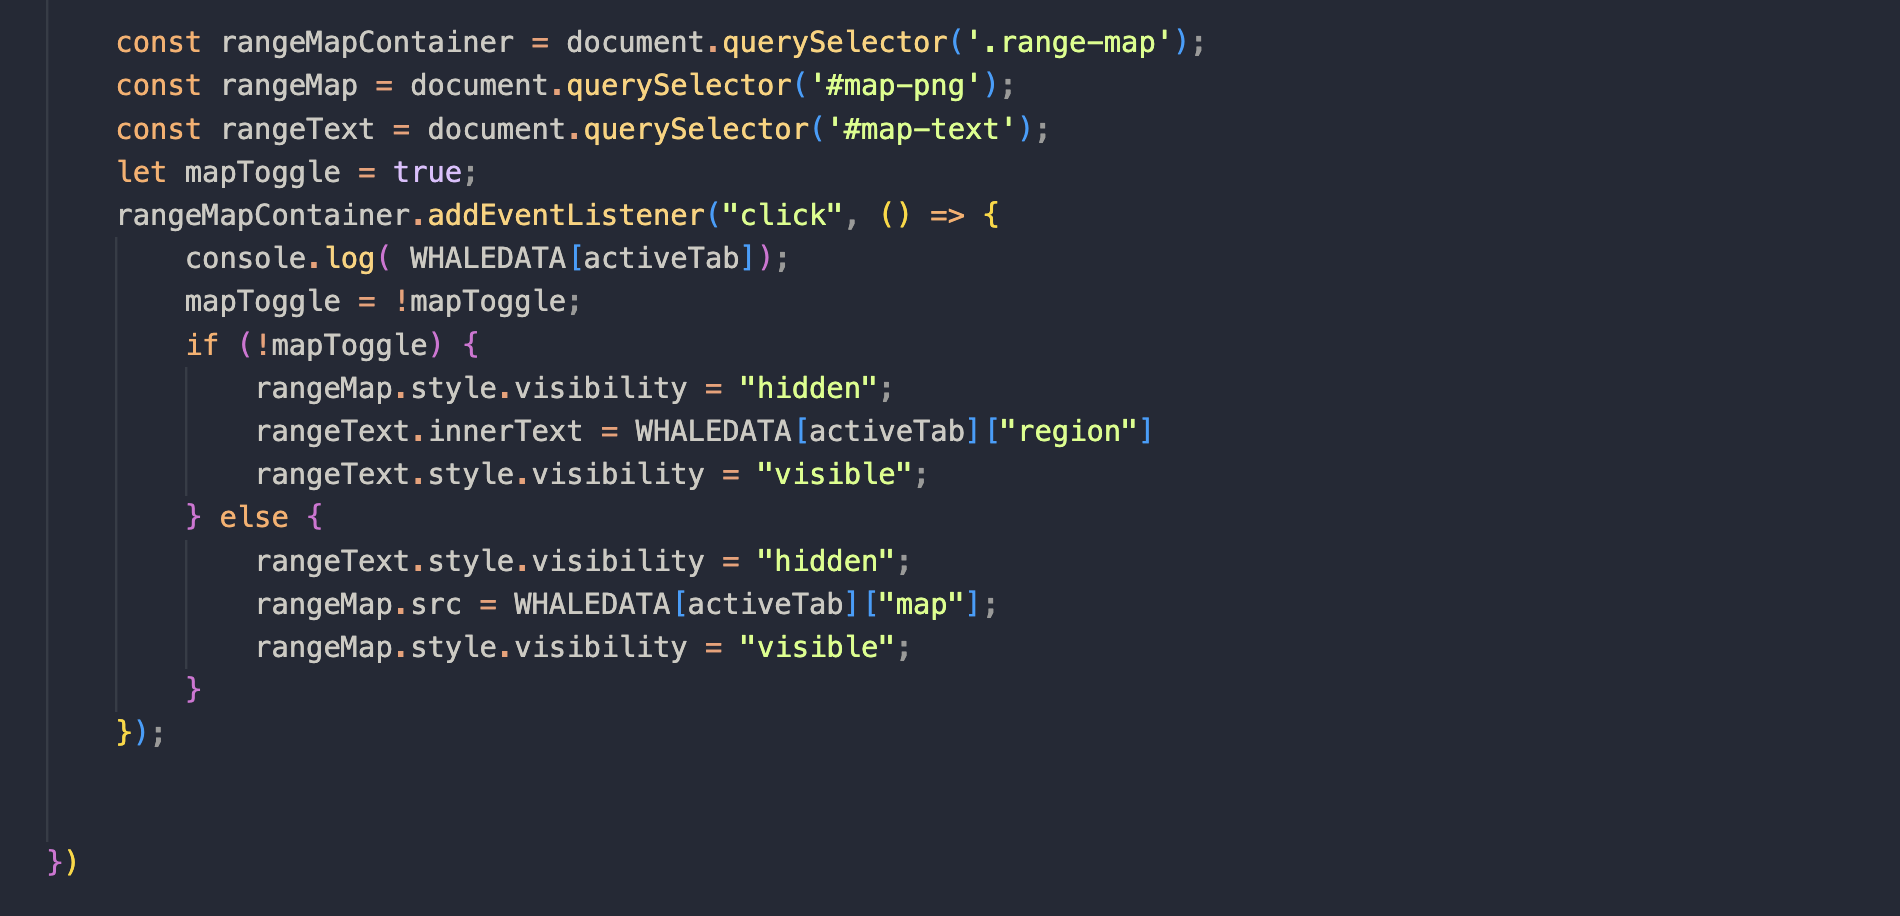 const rangeMapContainer = document.querySelector('.range-map');
const rangeMap = document.querySelector('#map-png');
const rangeText = document.querySelector('#map-text');
let mapToggle = true;
rangeMapContainer.addEventListener("click", () => {
    console.log( WHALEDATA[activeTab]);
    mapToggle = !mapToggle;
    if (!mapToggle) {
        rangeMap.style.visibility = "hidden";
        rangeText.innerText = WHALEDATA[activeTab]["region"]
        rangeText.style.visibility = "visible";
    } else {
        rangeText.style.visibility = "hidden";
        rangeMap.src = WHALEDATA[activeTab]["map"];
        rangeMap.style.visibility = "visible";
    }
});
})